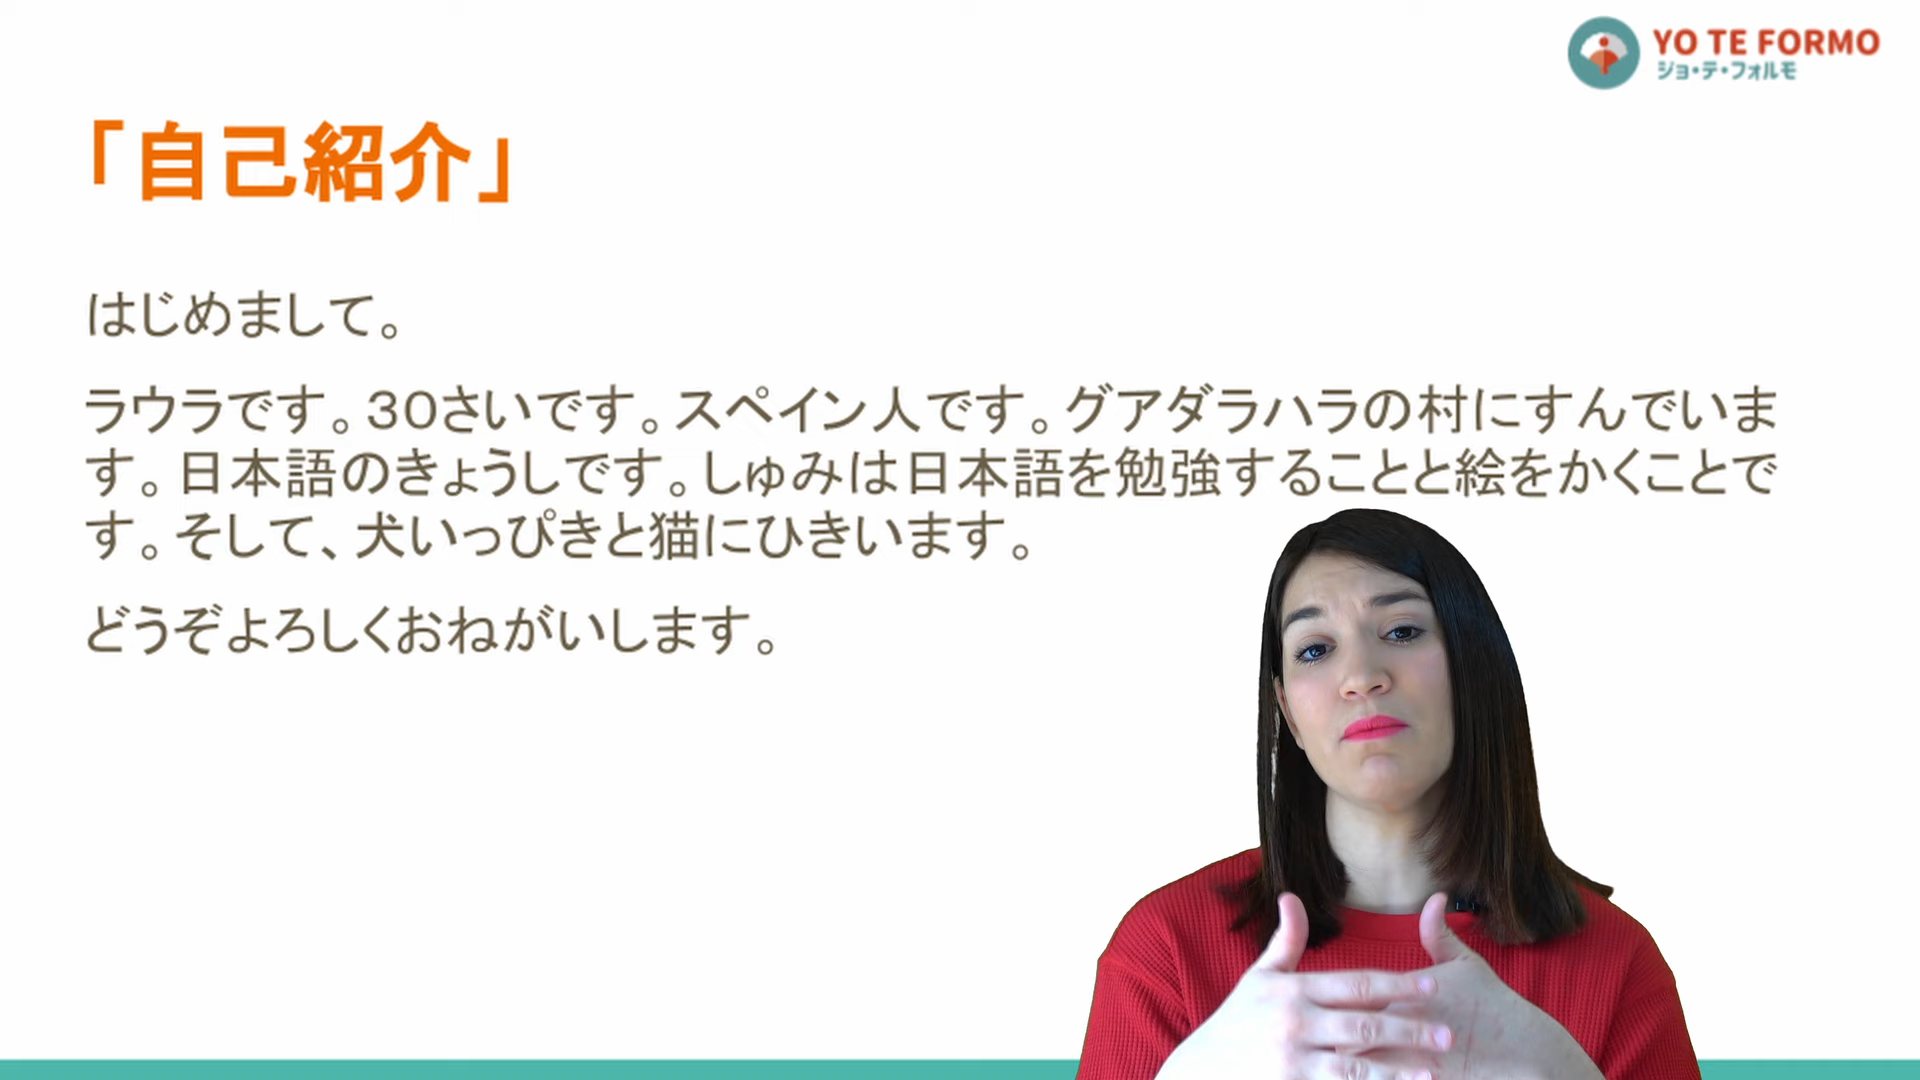 YO TE FORMO
ジョ・テ・フォルモ
「自己紹介」
はじめまして。
ラウラです。30さいです。スペイン人です。グアダラハラの村にすんでいま
す。日本語のきょうしです。しゅみは日本語を勉強することと絵をかくことで
す。そして、犬いっぴきと猫にひきいます。
どうぞよろしくおねがいします。